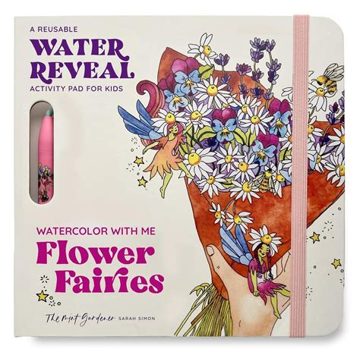 A REUSABLE
WATER
REVEAL
ACTIVITY PAD FOR KIDS
WATERCOLOR WITH ME
Flower
Fairies
The Mint Gardener SARAH SIMON